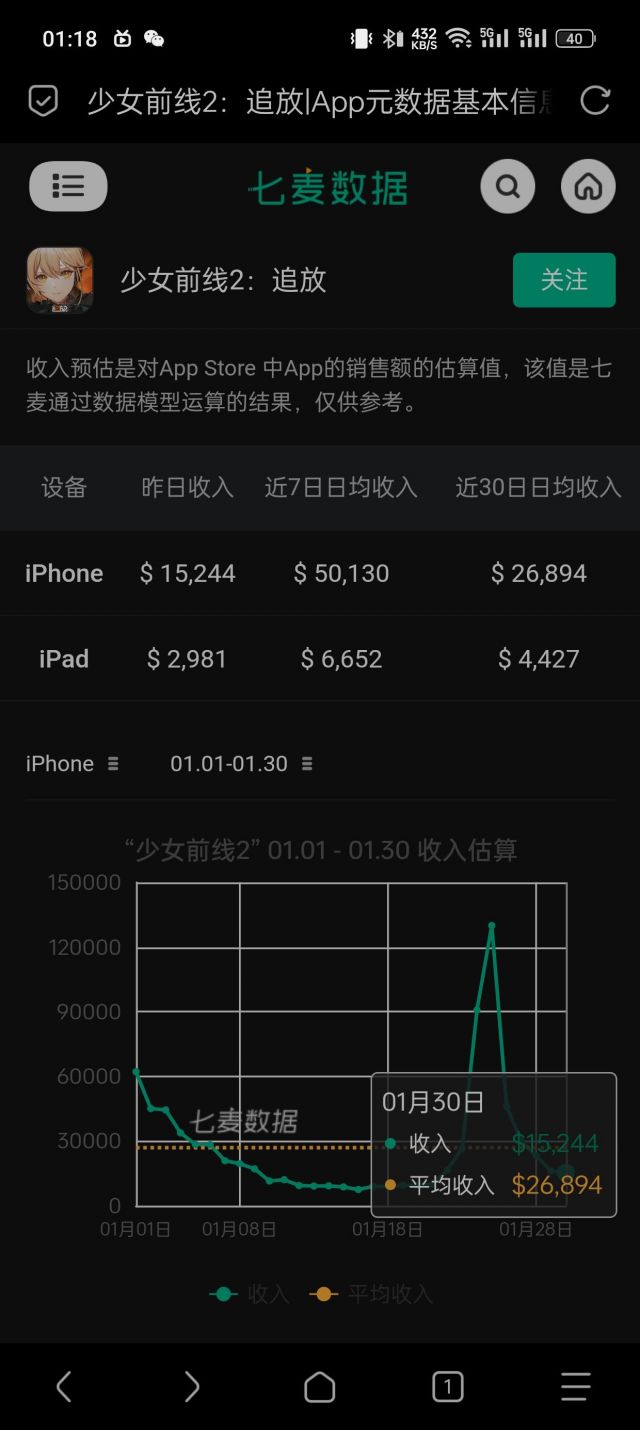 01:18 432 KB/S 5G 5G 40
少女前线2：追放|App元数据基本信息
七麦数据
少女前线2：追放 关注
收入预估是对App Store 中App的销售额的估算值，该值是七
麦通过数据模型运算的结果，仅供参考。
设备 昨日收入 近7日日均收入 近30日日均收入
iPhone $ 15,244 $ 50,130 $ 26,894
iPad $ 2,981 $ 6,652 $ 4,427
iPhone 01.01-01.30
“少女前线2” 01.01 - 01.30 收入估算
150000
120000
90000
60000
30000
0
七麦数据
01月30日
收入 $15,244
平均收入 $26,894
01月01日 01月08日 01月18日 01月28日
收入 平均收入
1